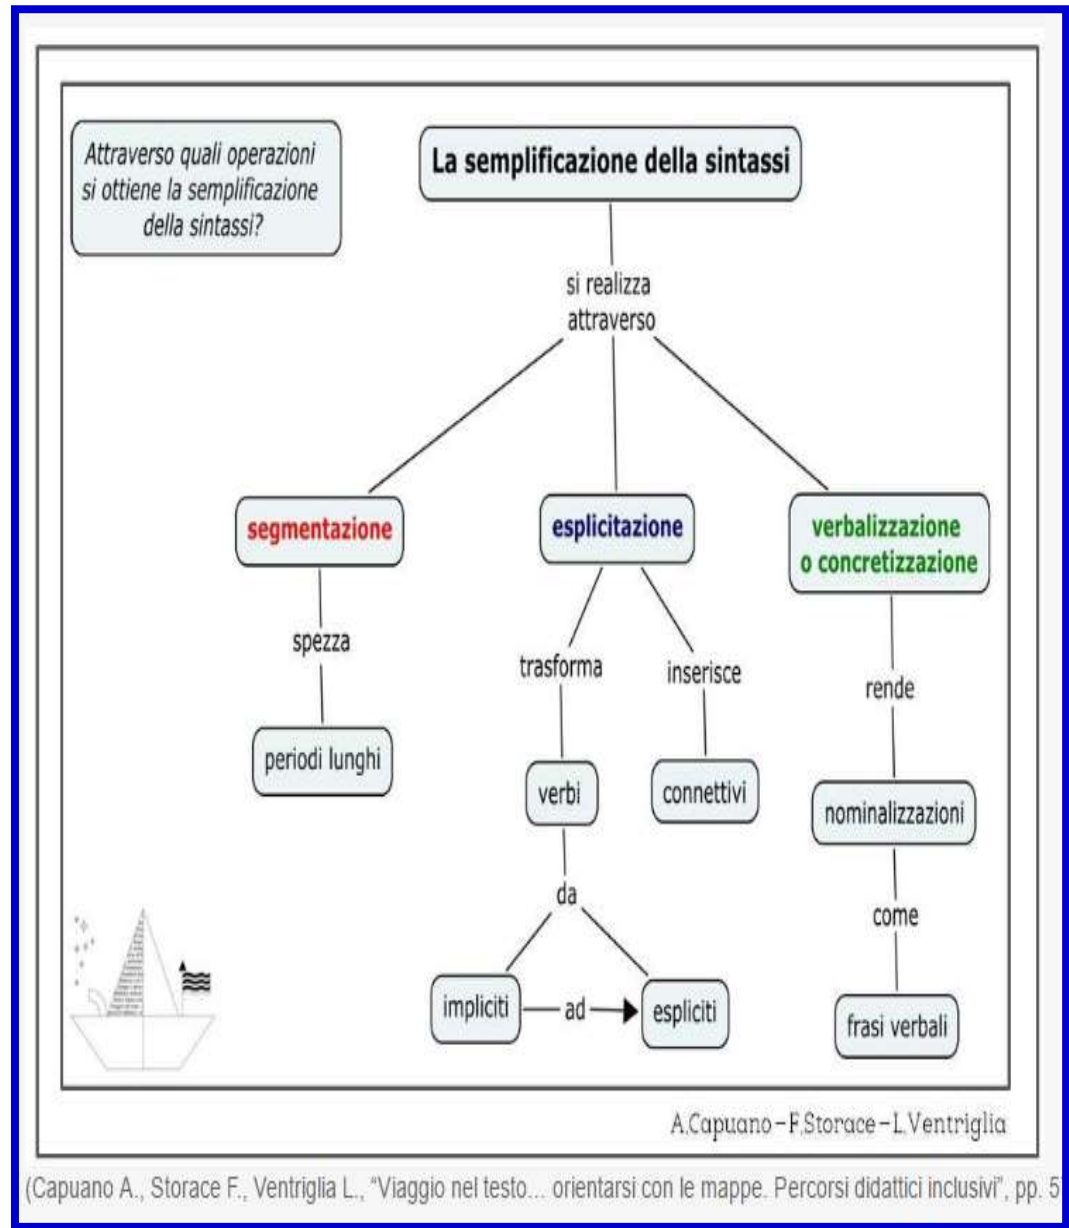 Attraverso quali operazioni
si ottiene la semplificazione
della sintassi?
La semplificazione della sintassi
si realizza
attraverso
segmentazione
esplicitazione
verbalizzazione
o concretizzazione
spezza
trasforma
inserisce
rende
periodi lunghi
verbi
connettivi
nominalizzazioni
da
come
impliciti
ad
espliciti
frasi verbali
A.Capuano-F.Storace-L.Ventriglia
(Capuano A., Storace F., Ventriglia L., “Viaggio nel testo... orientarsi con le mappe. Percorsi didattici inclusivi”, pp. 5